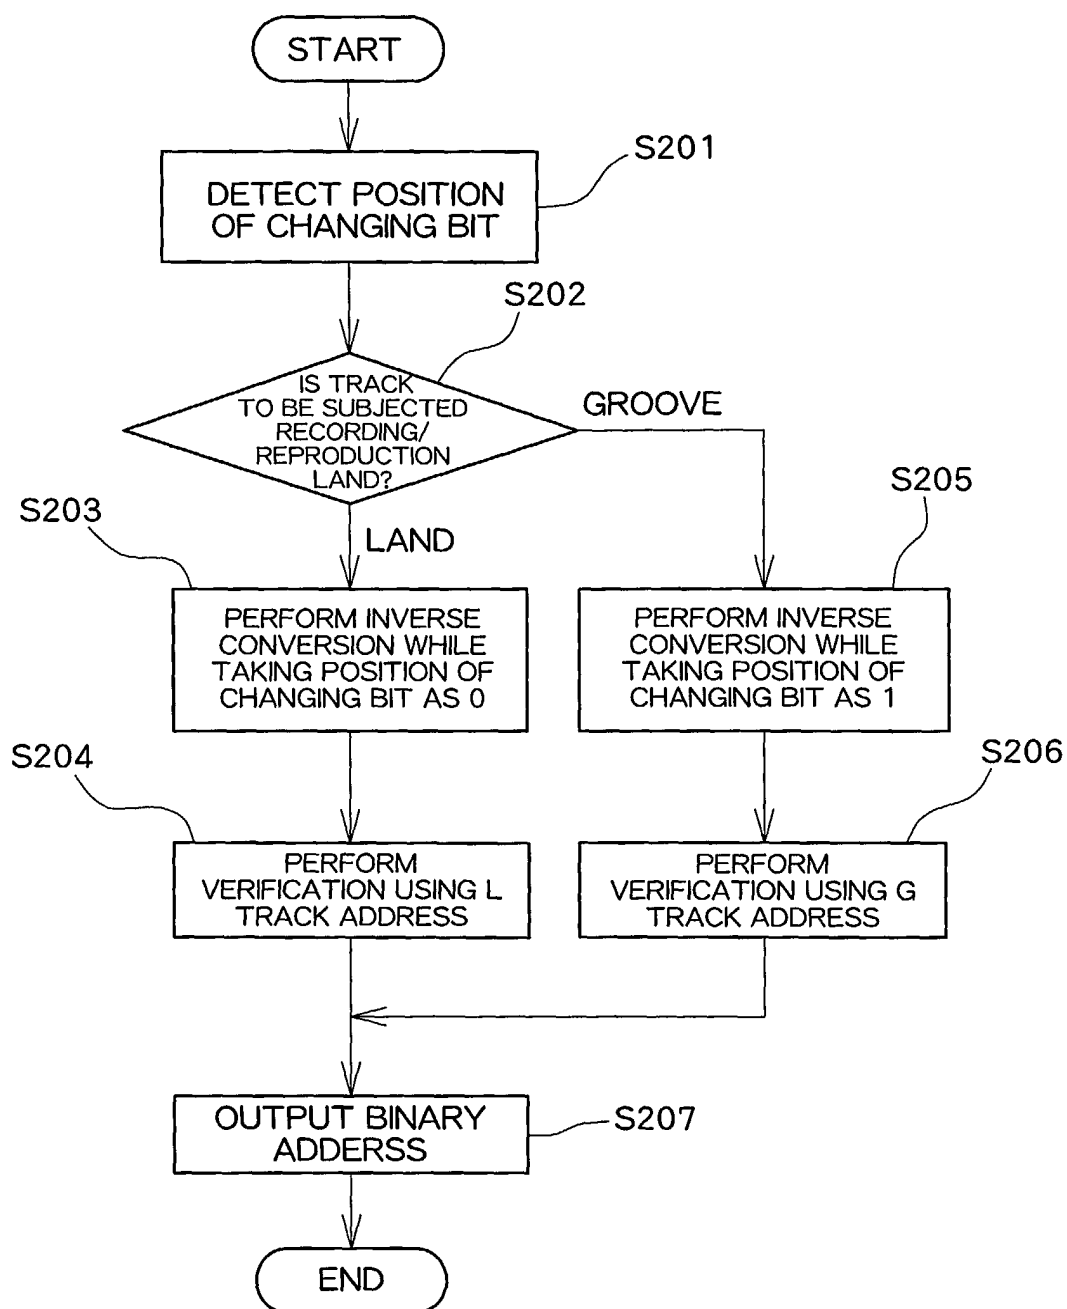 START
S201
DETECT POSITION
OF CHANGING BIT
S202
IS TRACK
TO BE SUBJECTED
RECORDING/
REPRODUCTION
LAND?
GROOVE
LAND
S203
PERFORM INVERSE
CONVERSION WHILE
TAKING POSITION OF
CHANGING BIT AS 0
S205
PERFORM INVERSE
CONVERSION WHILE
TAKING POSITION OF
CHANGING BIT AS 1
S204
PERFORM
VERIFICATION USING L
TRACK ADDRESS
S206
PERFORM
VERIFICATION USING G
TRACK ADDRESS
OUTPUT BINARY
ADDERSS
S207
END